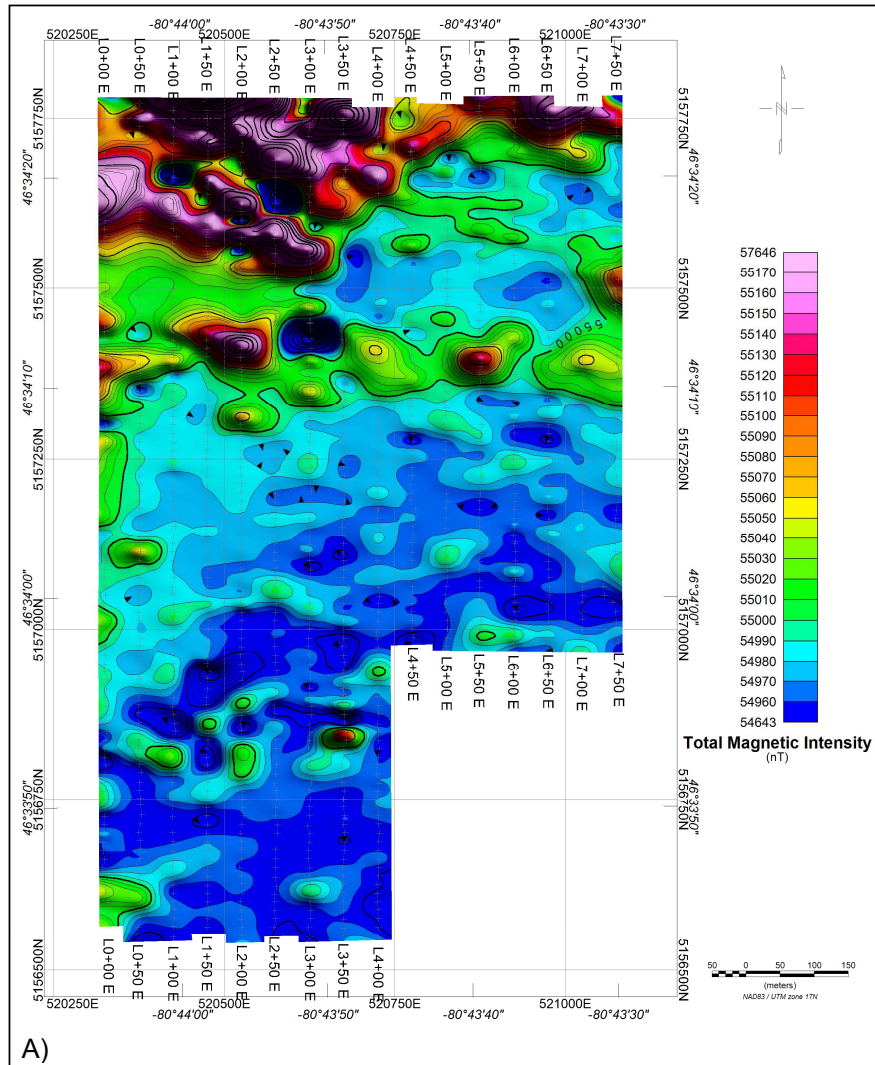 -80°44'00"
-80°43'50"
-80°43'40"
-80°43'30"
520250E
520500E
520750E
521000E
L0+00 E
L0+50 E
L1+00 E
L1+50 E
L2+00 E
L2+50 E
L3+00 E
L3+50 E
L4+00 E
L4+50 E
L5+00 E
L5+50 E
L6+00 E
L6+50 E
L7+00 E
L7+50 E
5157750N
5157750N
46°34'20"
46°34'20"
N
5157500N
5157500N
55000
46°34'10"
46°34'10"
5157250N
5157250N
46°34'00"
46°34'00"
5157000N
5157000N
L4+50 E
L5+00 E
L5+50 E
L6+00 E
L6+50 E
L7+00 E
L7+50 E
46°33'50"
46°33'50"
5156750N
5156750N
57646
55170
55160
55150
55140
55130
55120
55110
55100
55090
55080
55070
55060
55050
55040
55030
55020
55010
55000
54990
54980
54970
54960
54643
Total Magnetic Intensity
(nT)
L0+00 E
L0+50 E
L1+00 E
L1+50 E
L2+00 E
L2+50 E
L3+00 E
L3+50 E
L4+00 E
5156500N
5156500N
520250E
520500E
520750E
521000E
-80°44'00"
-80°43'50"
-80°43'40"
-80°43'30"
50 0 50 100 150
(meters)
NAD83 / UTM zone 17N
A)